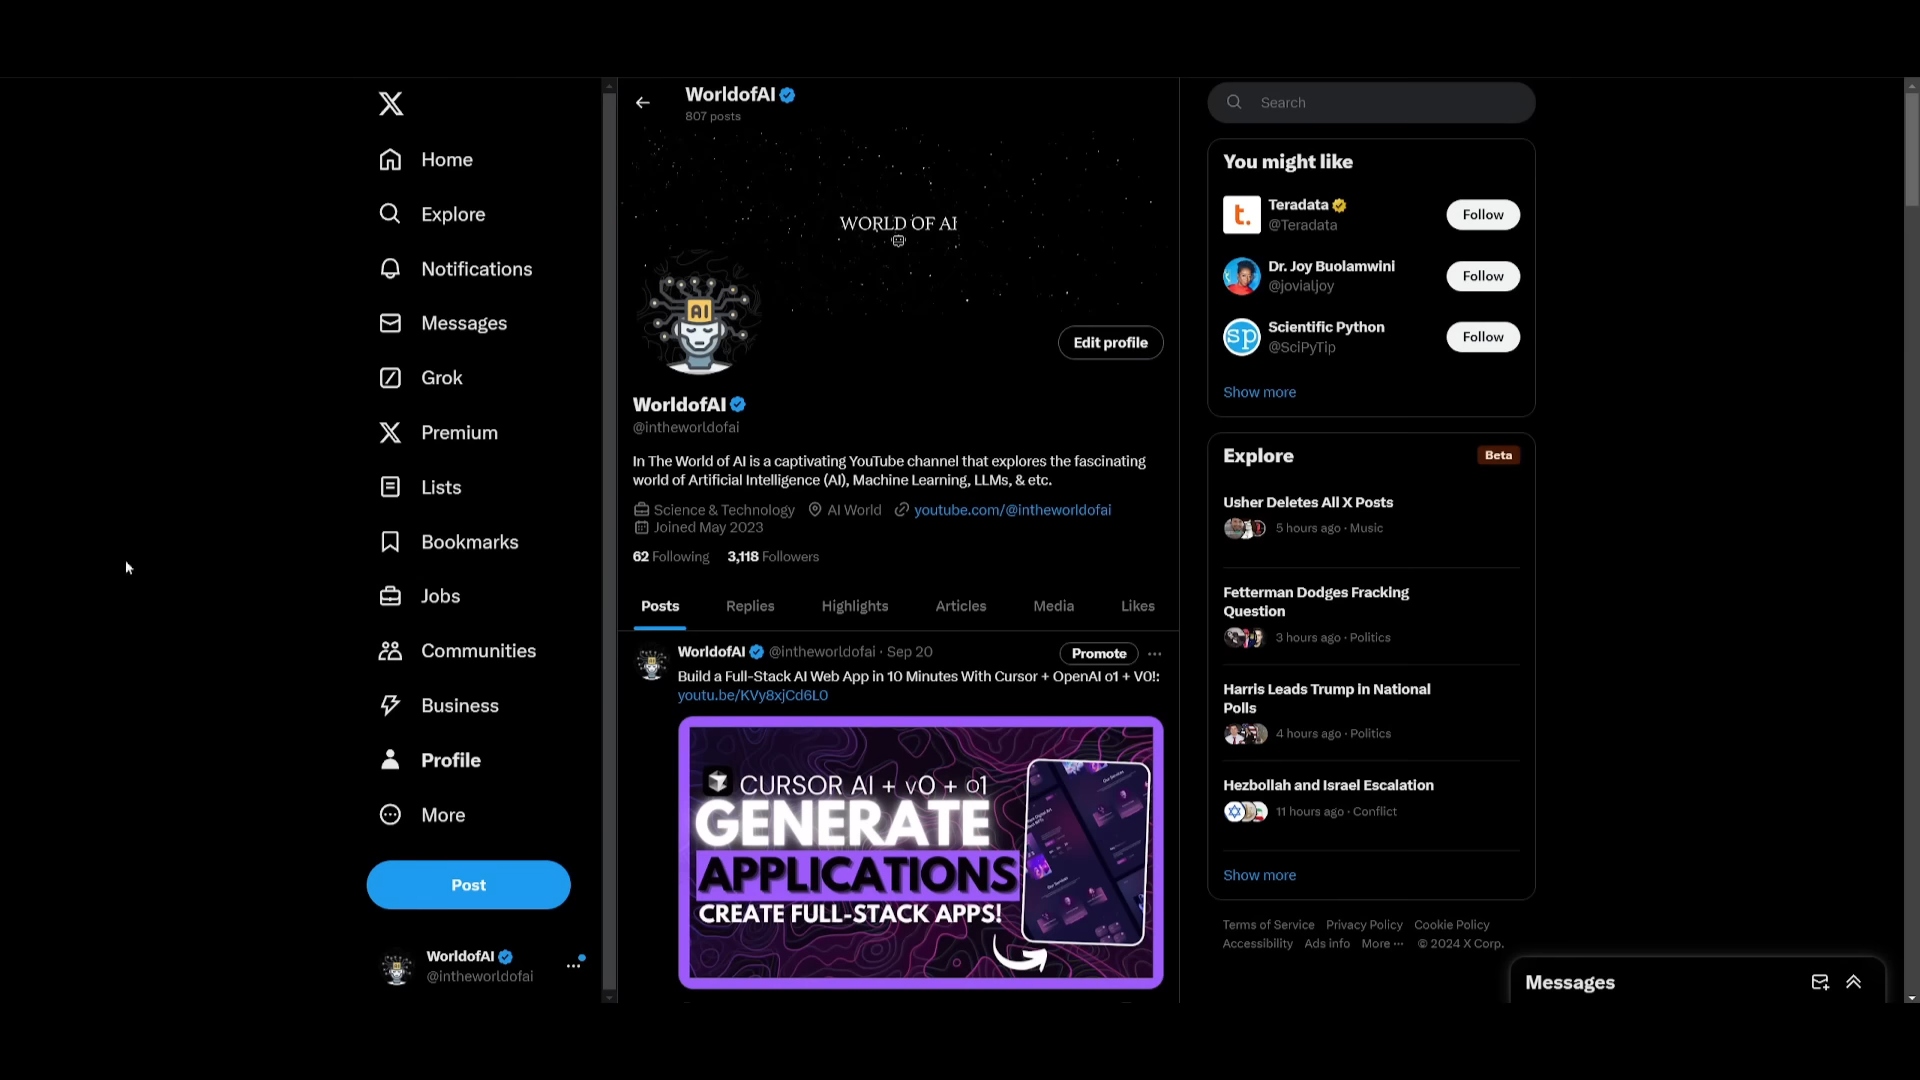 Home
Explore
Notifications
Messages
Grok
Premium
Lists
Bookmarks
Jobs
Communities
Business
Profile
More
Post
WorldofAI
@intheworldofai
WorldofAI
807 posts
WORLD OF AI
AI
Edit profile
WorldofAI
@intheworldofai
In The World of AI is a captivating YouTube channel that explores the fascinating
world of Artificial Intelligence (AI), Machine Learning, LLMs, & etc.
Science & Technology AI World youtube.com/@intheworldofai
Joined May 2023
62 Following 3,118 Followers
Posts Replies Highlights Articles Media Likes
WorldofAI @intheworldofai · Sep 20 Promote
Build a Full-Stack AI Web App in 10 Minutes With Cursor + OpenAI o1 + V0!:
youtu.be/KVy8xjCd6L0
CURSOR AI + v0 + o1
GENERATE
APPLICATIONS
CREATE FULL-STACK APPS!
Search
You might like
t.
Teradata
@Teradata
Follow
Dr. Joy Buolamwini
@jovialjoy
Follow
sp
Scientific Python
@SciPyTip
Follow
Show more
Explore Beta
Usher Deletes All X Posts
5 hours ago · Music
Fetterman Dodges Fracking
Question
3 hours ago · Politics
Harris Leads Trump in National
Polls
4 hours ago · Politics
Hezbollah and Israel Escalation
11 hours ago · Conflict
Show more
Terms of Service Privacy Policy Cookie Policy
Accessibility Ads info More ··· © 2024 X Corp.
Messages